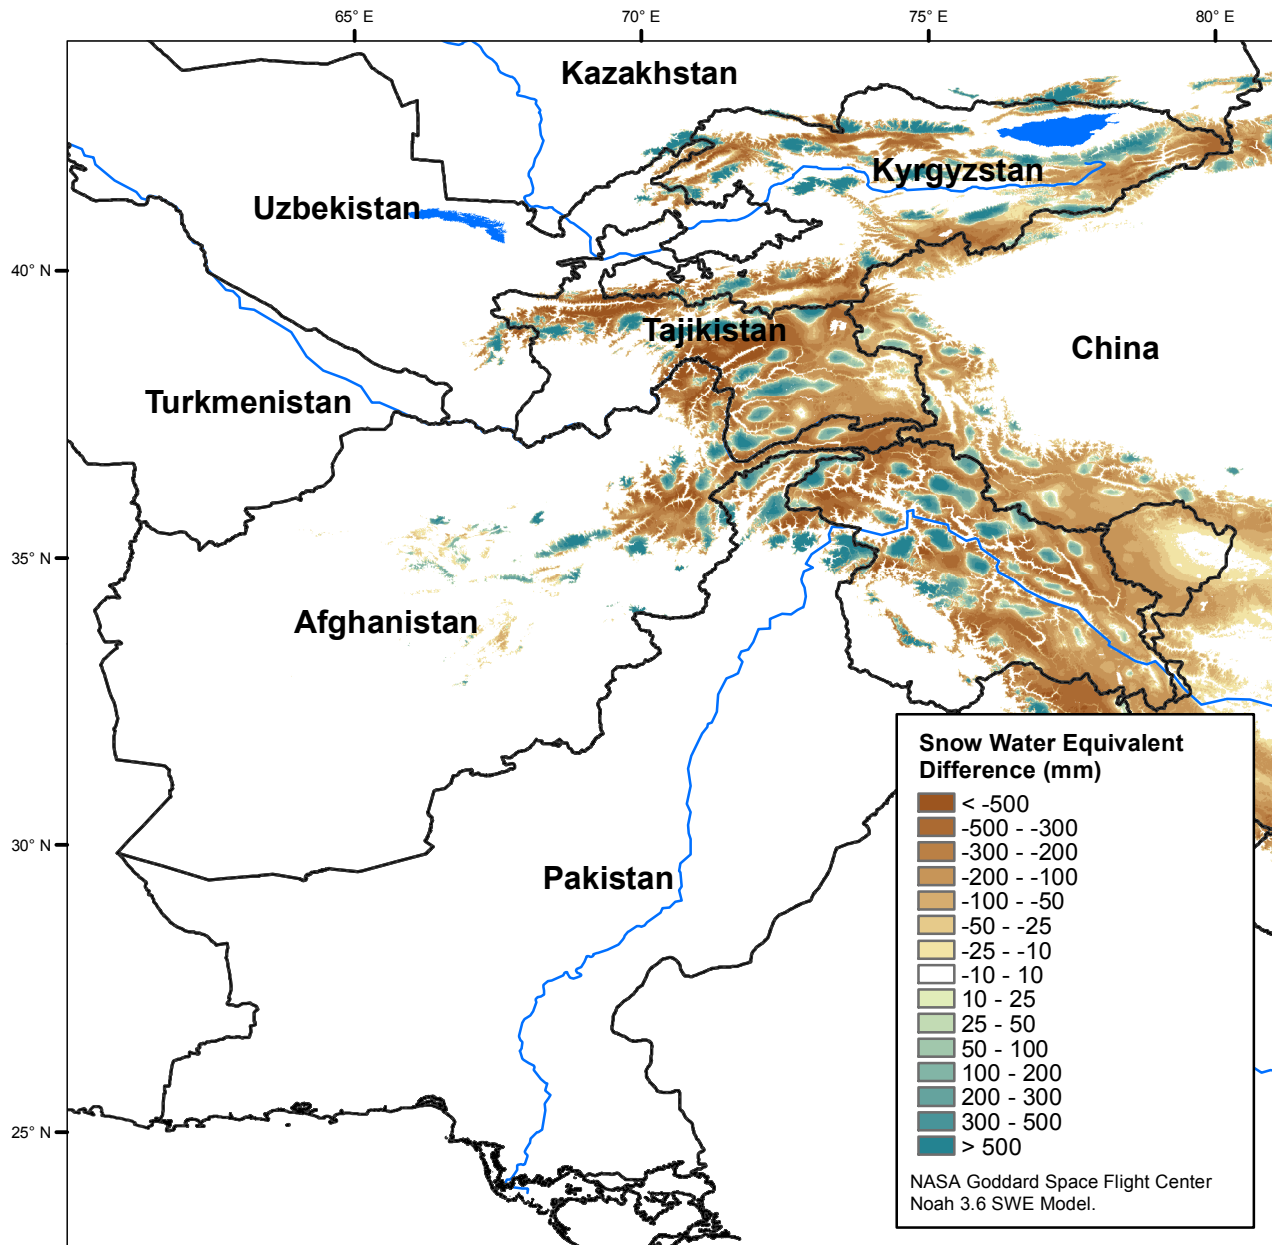 65° E
70° E
75° E
80° E
Kazakhstan
Kyrgyzstan
Uzbekistan
40° N
Tajikistan
China
Turkmenistan
35° N
Afghanistan
Snow Water Equivalent
Difference (mm)
< -500
-500 - -300
-300 - -200
-200 - -100
-100 - -50
-50 - -25
-25 - -10
-10 - 10
10 - 25
25 - 50
50 - 100
100 - 200
200 - 300
300 - 500
> 500
30° N
Pakistan
25° N
NASA Goddard Space Flight Center
Noah 3.6 SWE Model.